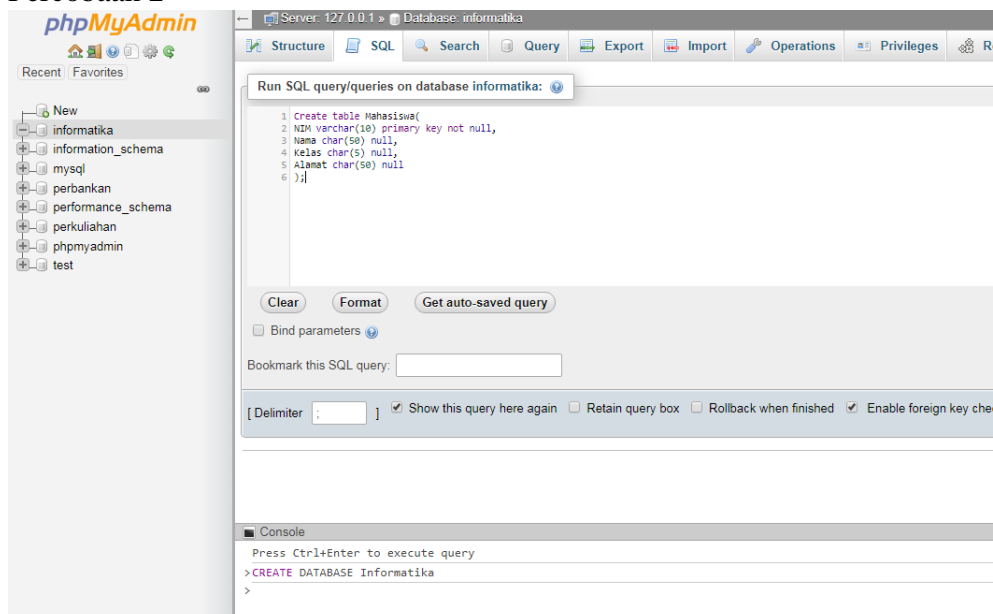 phpMyAdmin
Recent Favorites
New
informatika
information_schema
mysql
perbankan
performance_schema
perkuliahan
phpmyadmin
test
Server: 127.0.0.1 » Database: informatika
Structure SQL Search Query Export Import Operations Privileges
Run SQL query/queries on database informatika:
1 Create table Mahasiswa(
2 NIM varchar(10) primary key not null,
3 Nama char(50) null,
4 Kelas char(5) null,
5 Alamat char(50) null
6 );
Clear Format Get auto-saved query
Bind parameters
Bookmark this SQL query:
[ Delimiter ; ] Show this query here again Retain query box Rollback when finished Enable foreign key che
Console
Press Ctrl+Enter to execute query
>CREATE DATABASE Informatika
>